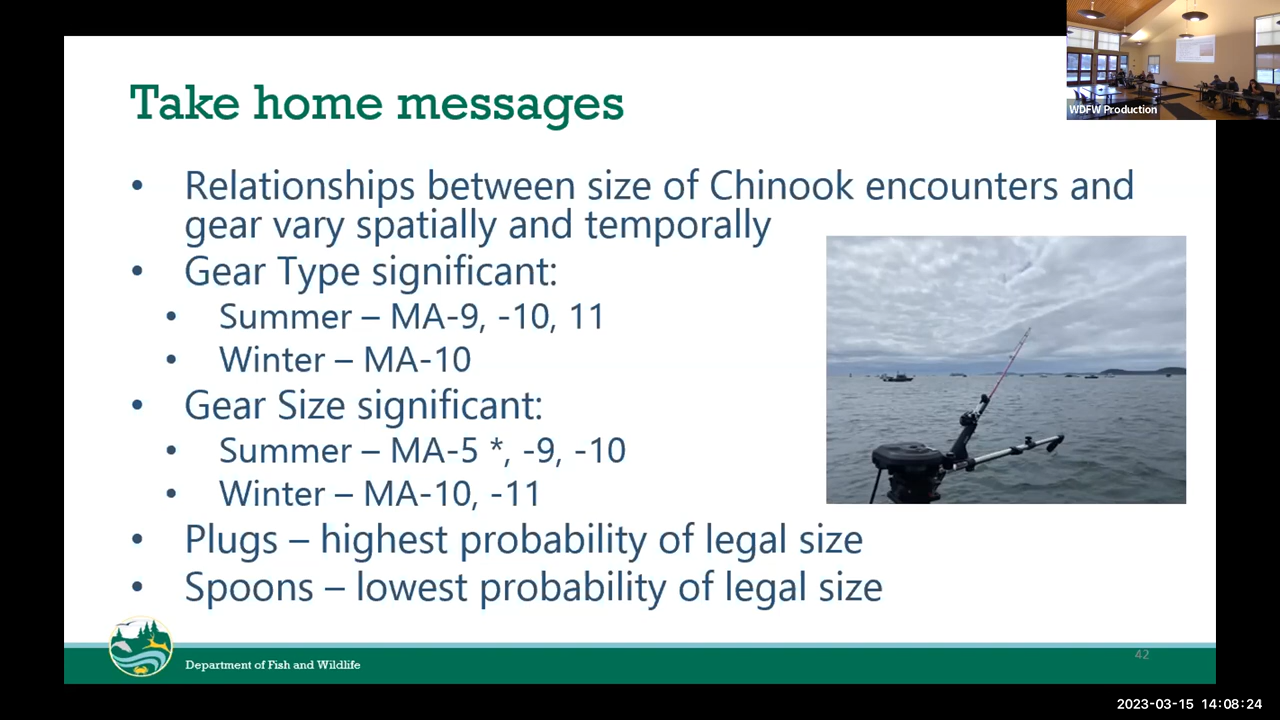 Take home messages
WDFW Production
• Relationships between size of Chinook encounters and
gear vary spatially and temporally
• Gear Type significant:
• Summer – MA-9, -10, 11
• Winter – MA-10
• Gear Size significant:
• Summer – MA-5 *, -9, -10
• Winter – MA-10, -11
• Plugs – highest probability of legal size
• Spoons – lowest probability of legal size
Department of Fish and Wildlife
42
2023-03-15 14:08:24